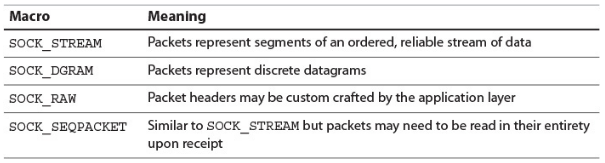 Macro Meaning
SOCK_STREAM Packets represent segments of an ordered, reliable stream of data
SOCK_DGRAM Packets represent discrete datagrams
SOCK_RAW Packet headers may be custom crafted by the application layer
SOCK_SEQPACKET Similar to SOCK_STREAM but packets may need to be read in their entirety
upon receipt